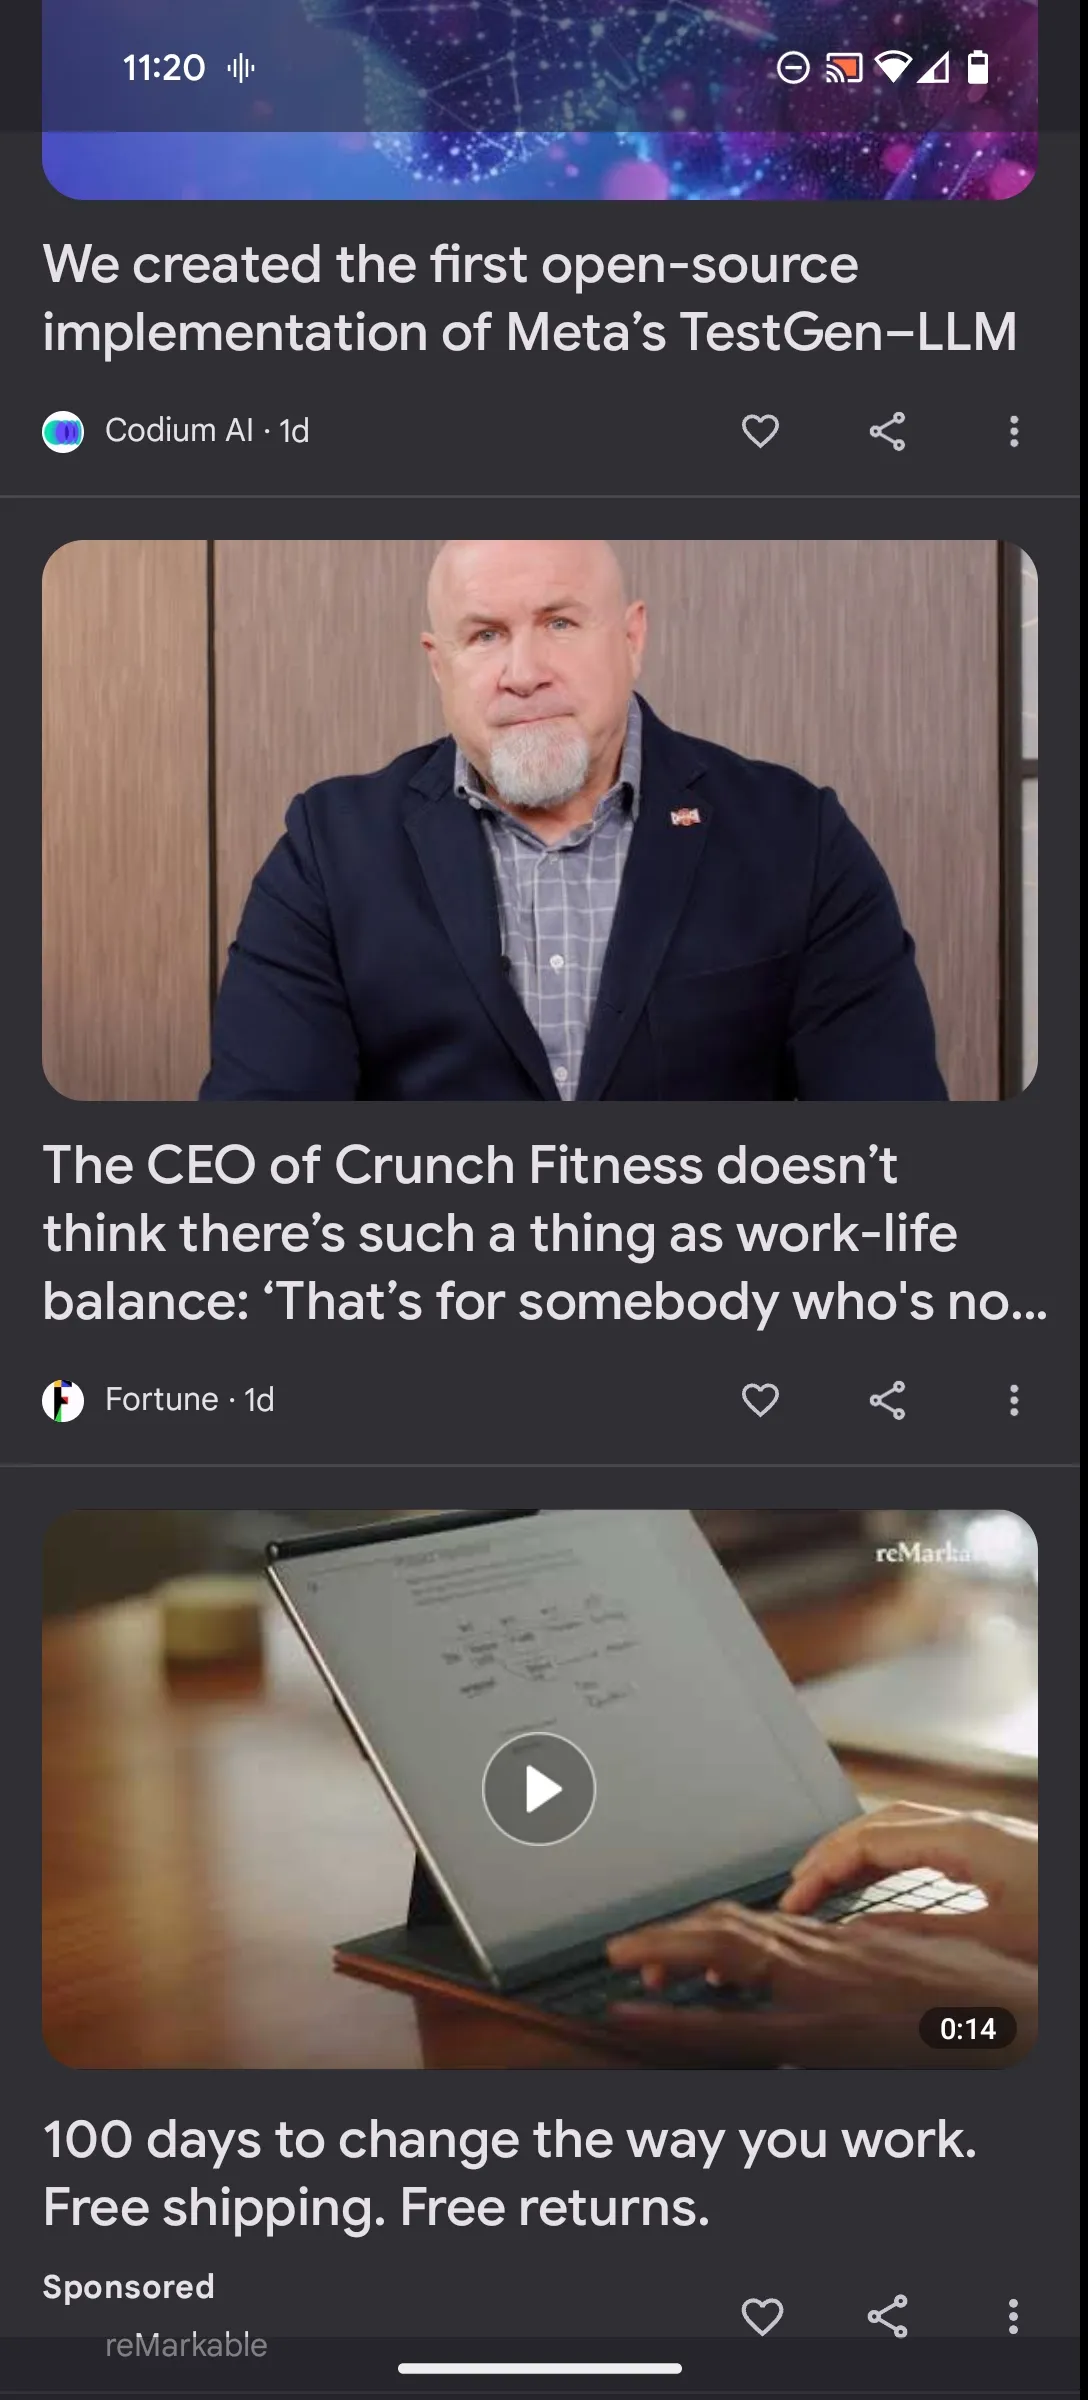 11:20
We created the first open-source
implementation of Meta’s TestGen–LLM
Codium AI · 1d
The CEO of Crunch Fitness doesn’t
think there’s such a thing as work-life
balance: ‘That’s for somebody who's no...
Fortune · 1d
reMarka
0:14
100 days to change the way you work.
Free shipping. Free returns.
Sponsored
reMarkable